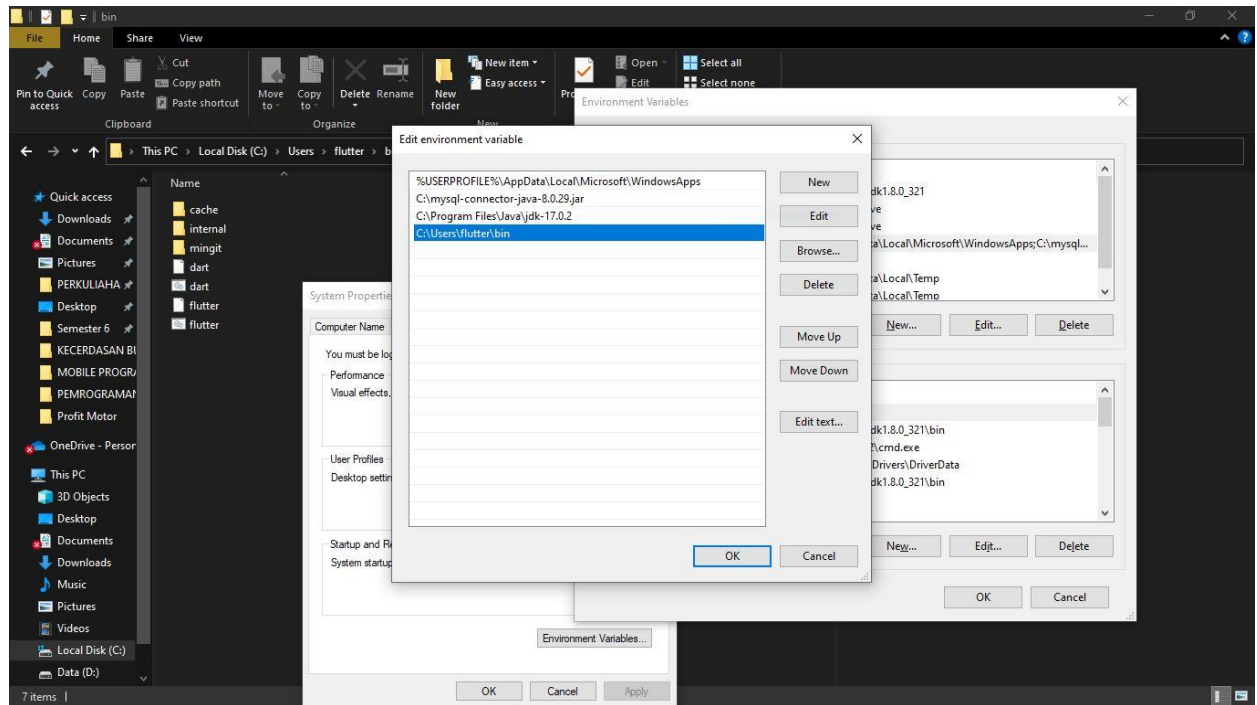 bin
File Home Share View
Pin to Quick access
Copy
Paste
Cut
Copy path
Paste shortcut
Clipboard
Move to
Copy to
Delete
Rename
Organize
New folder
New item
Easy access
New
Open
Edit
Select all
Select none
This PC > Local Disk (C:) > Users > flutter > b
Name
cache
internal
mingit
dart
dart
flutter
flutter
Quick access
Downloads
Documents
Pictures
PERKULIAHA
Desktop
Semester 6
KECERDASAN BU
MOBILE PROGR
PEMROGRAMAN
Profit Motor
OneDrive - Person
This PC
3D Objects
Desktop
Documents
Downloads
Music
Pictures
Videos
Local Disk (C:)
Data (D:)
7 items
System Propertie
Computer Name
You must be log
Performance
Visual effects,
User Profiles
Desktop settin
Startup and Re
System startup
Environment Variables...
OK Cancel Apply
Edit environment variable
%USERPROFILE%\AppData\Local\Microsoft\WindowsApps
C:\mysql-connector-java-8.0.29.jar
C:\Program Files\Java\jdk-17.0.2
C:\Users\flutter\bin
New
Edit
Browse...
Delete
Move Up
Move Down
Edit text...
OK Cancel
Environment Variables
dk1.8.0_321
ve
ve
ta\Local\Microsoft\WindowsApps;C:\mysql...
ta\Local\Temp
ta\Local\Temp
New... Edit... Delete
dk1.8.0_321\bin
2\cmd.exe
Drivers\DriverData
dk1.8.0_321\bin
New... Edit... Delete
OK Cancel